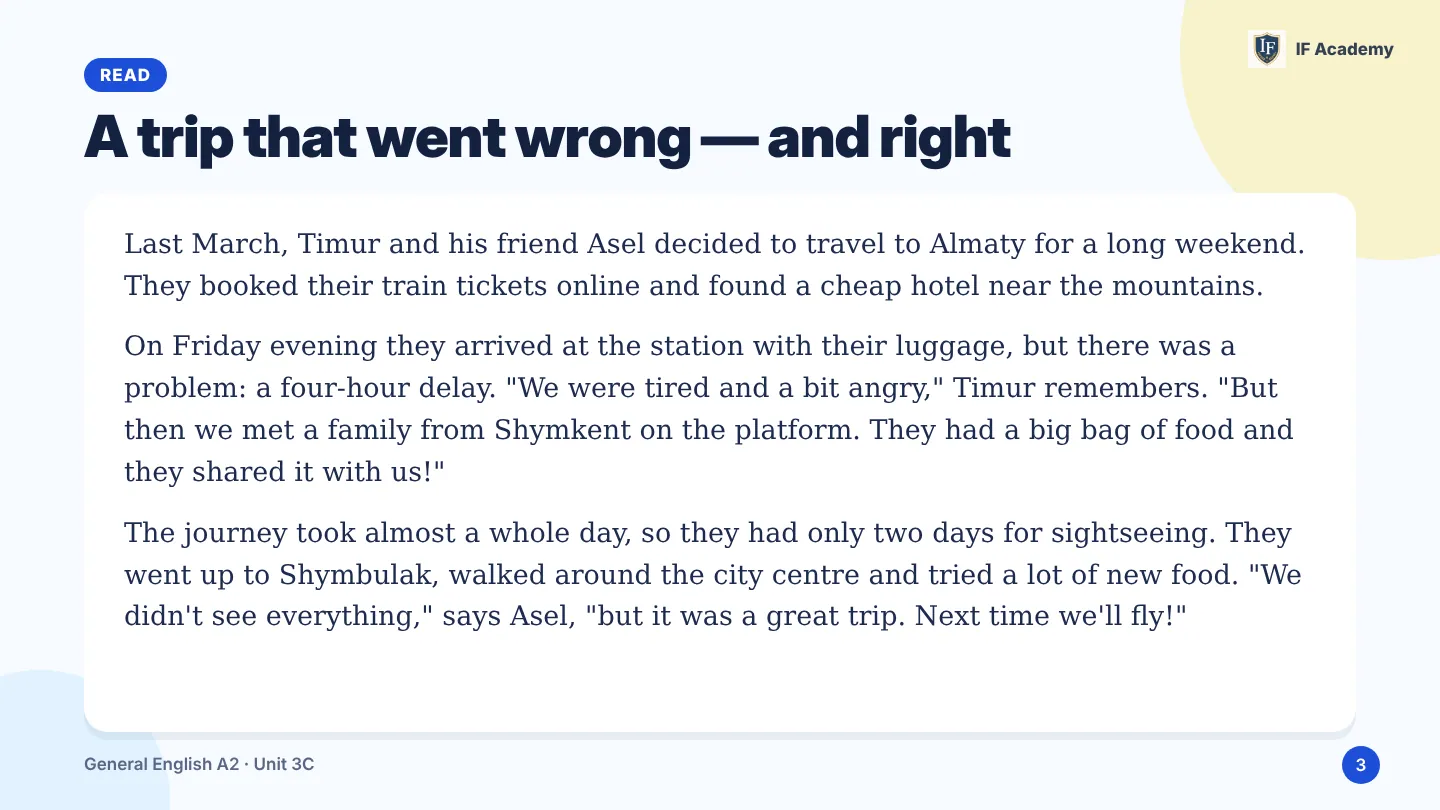 IF
IF Academy
READ
A trip that went wrong — and right
Last March, Timur and his friend Asel decided to travel to Almaty for a long weekend.
They booked their train tickets online and found a cheap hotel near the mountains.
On Friday evening they arrived at the station with their luggage, but there was a
problem: a four-hour delay. "We were tired and a bit angry," Timur remembers. "But
then we met a family from Shymkent on the platform. They had a big bag of food and
they shared it with us!"
The journey took almost a whole day, so they had only two days for sightseeing. They
went up to Shymbulak, walked around the city centre and tried a lot of new food. "We
didn't see everything," says Asel, "but it was a great trip. Next time we'll fly!"
General English A2 · Unit 3C
3